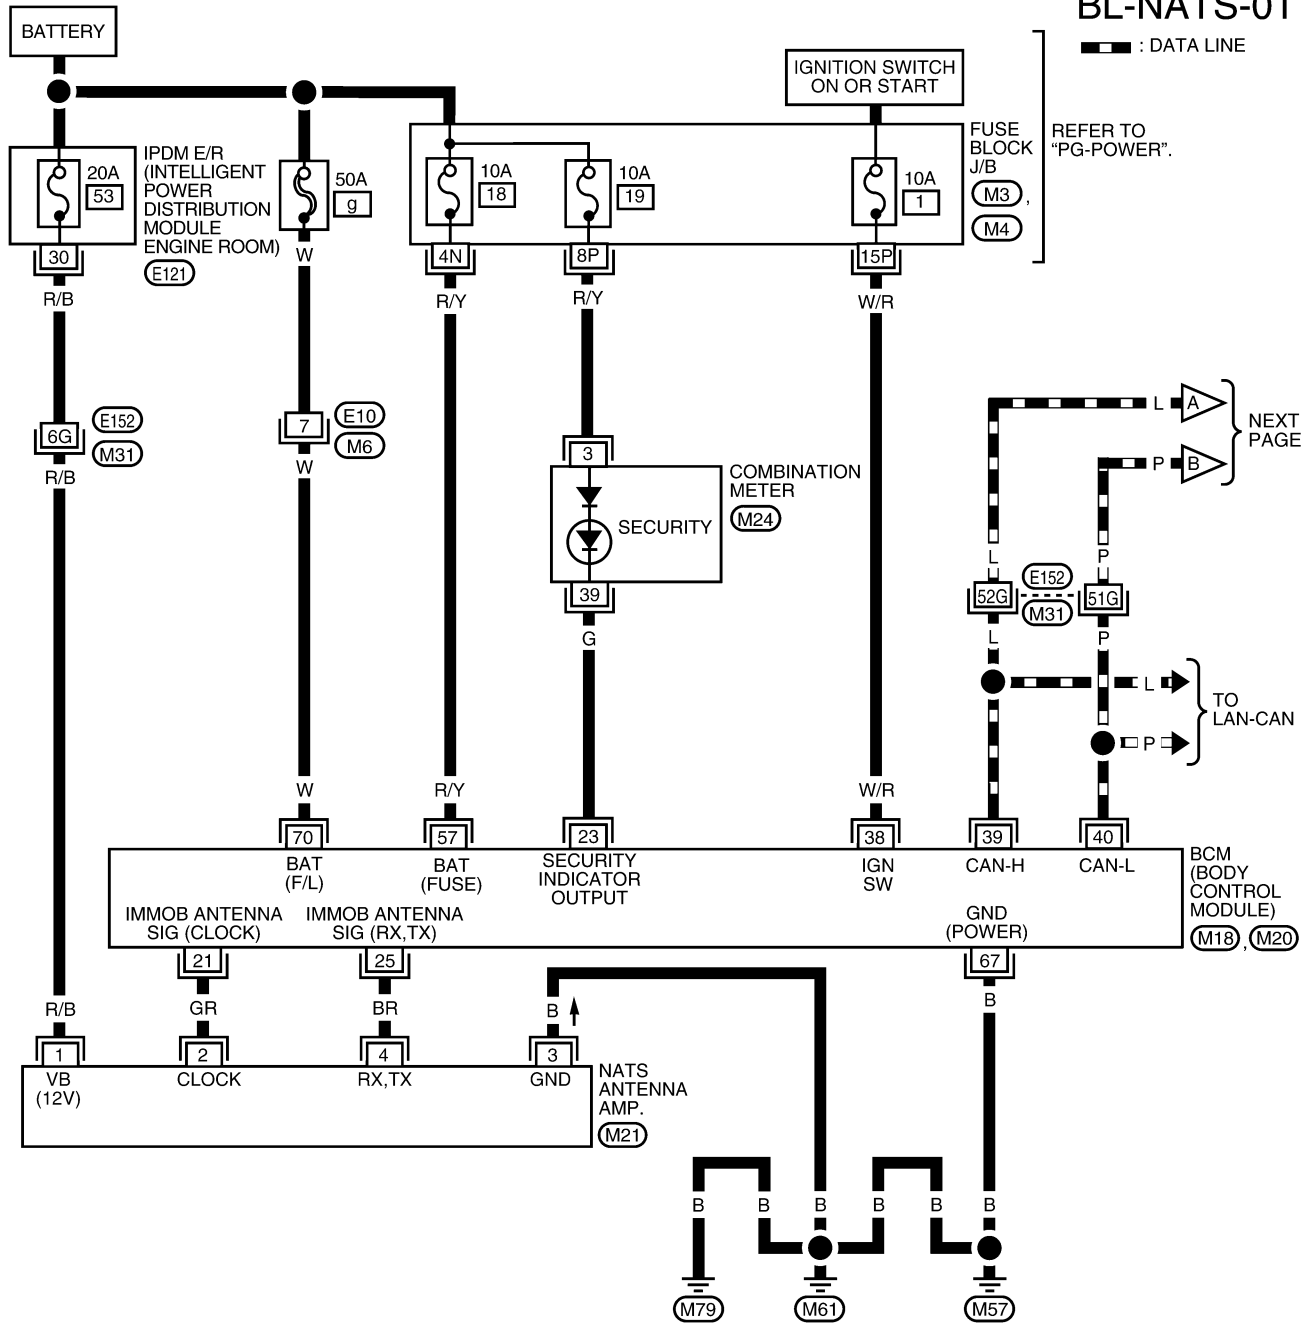 BL-NATS-01
: DATA LINE
BATTERY
IGNITION SWITCH
ON OR START
FUSE
BLOCK
J/B
M3 ,
M4
REFER TO
“PG-POWER”.
20A
53
IPDM E/R
(INTELLIGENT
POWER
DISTRIBUTION
MODULE
ENGINE ROOM)
E121
50A
g
10A
18
10A
19
10A
1
30
4N
8P
15P
R/B
W
R/Y
R/Y
W/R
6G
E152
M31
R/B
7
E10
M6
W
3
COMBINATION
METER
M24
SECURITY
39
G
L
A
P
B
NEXT
PAGE
L
P
52G
E152
M31
51G
L
P
L
P
TO
LAN-CAN
W
R/Y
W/R
70
57
23
38
39
40
BAT
(F/L)
BAT
(FUSE)
SECURITY
INDICATOR
OUTPUT
IGN
SW
CAN-H
CAN-L
BCM
(BODY
CONTROL
MODULE)
M18 , M20
IMMOB ANTENNA
SIG (CLOCK)
IMMOB ANTENNA
SIG (RX,TX)
GND
(POWER)
21
25
67
R/B
GR
BR
B
B
1
2
4
3
VB
(12V)
CLOCK
RX,TX
GND
NATS
ANTENNA
AMP.
M21
B
B
B
B
B
B
M79
M61
M57